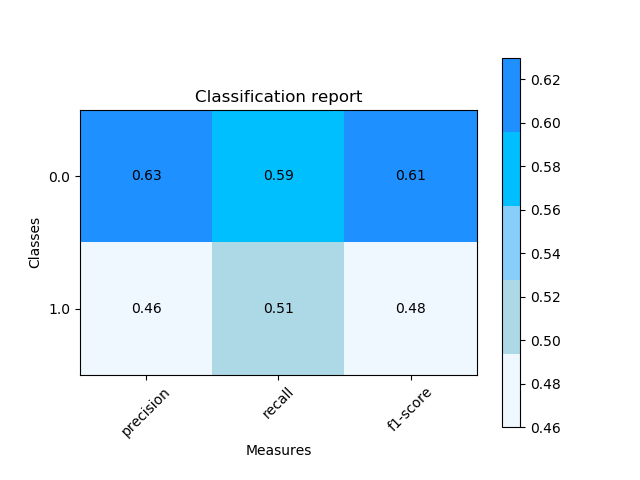 Classification report
Classes
0.0
0.63 0.59 0.61
1.0
0.46 0.51 0.48
precision recall f1-score
Measures
0.62
0.60
0.58
0.56
0.54
0.52
0.50
0.48
0.46